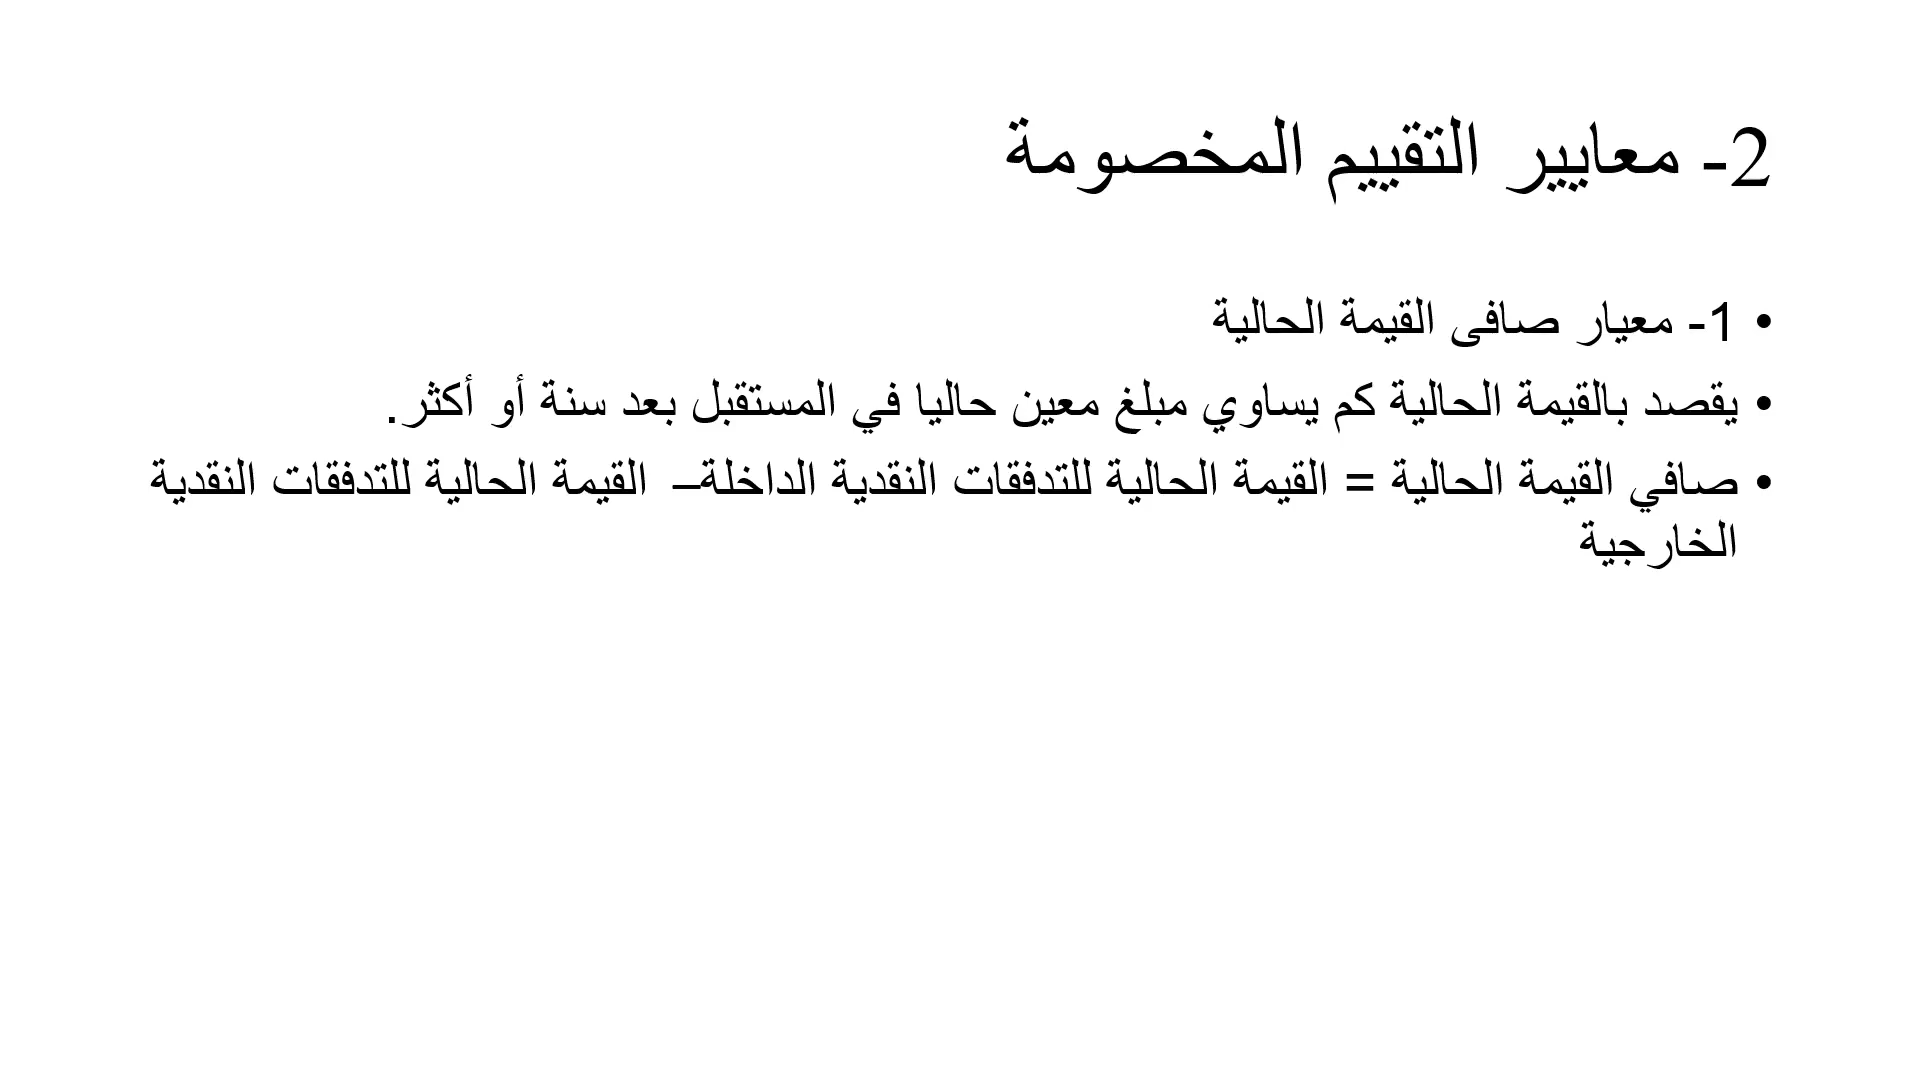 2- معايير التقييم المخصومة
• 1- معيار صافى القيمة الحالية
• يقصد بالقيمة الحالية كم يساوي مبلغ معين حاليا في المستقبل بعد سنة أو أكثر.
• صافي القيمة الحالية = القيمة الحالية للتدفقات النقدية الداخلة– القيمة الحالية للتدفقات النقدية
الخارجية